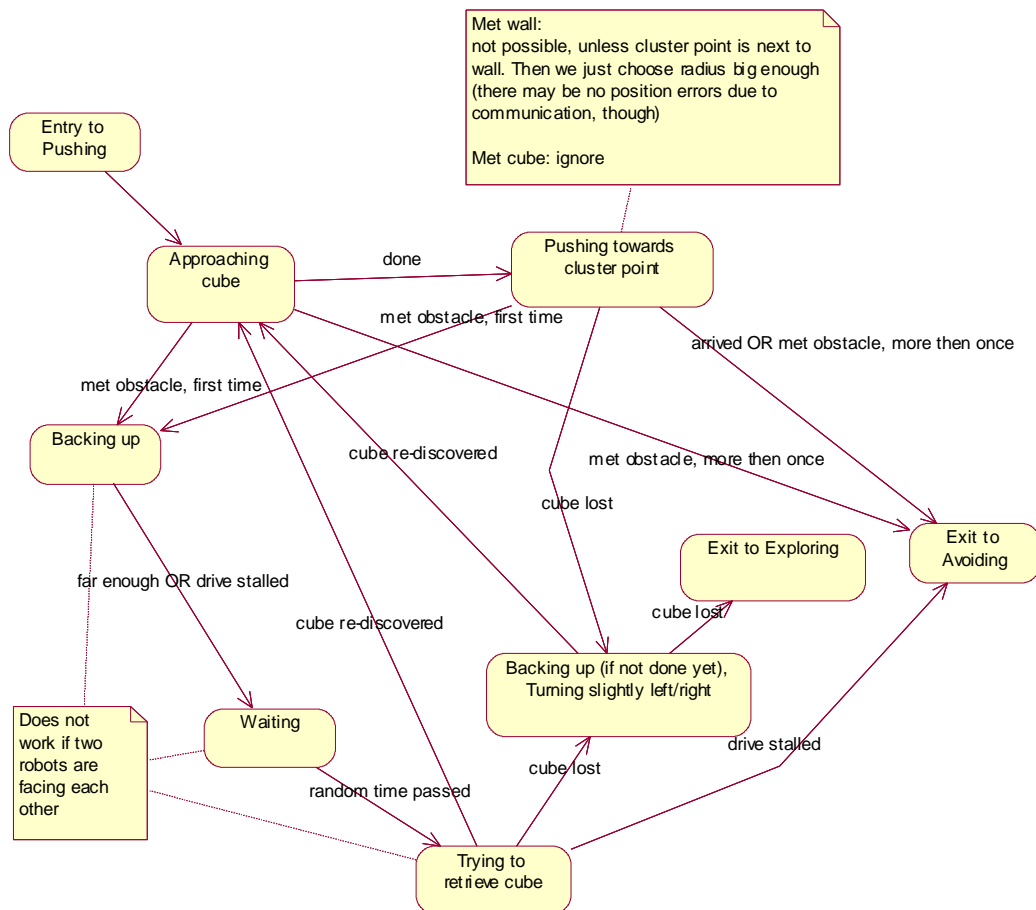 Met wall:
not possible, unless cluster point is next to
wall. Then we just choose radius big enough
(there may be no position errors due to
communication, though)
Met cube: ignore
Entry to
Pushing
Approaching
cube
done
Pushing towards
cluster point
met obstacle, first time
arrived OR met obstacle, more then once
met obstacle, first time
Backing up
cube re-discovered
met obstacle, more then once
cube lost
Exit to Exploring
Exit to
Avoiding
far enough OR drive stalled
cube re-discovered
cube lost
Backing up (if not done yet),
Turning slightly left/right
Does not
work if two
robots are
facing each
other
Waiting
drive stalled
cube lost
random time passed
Trying to
retrieve cube